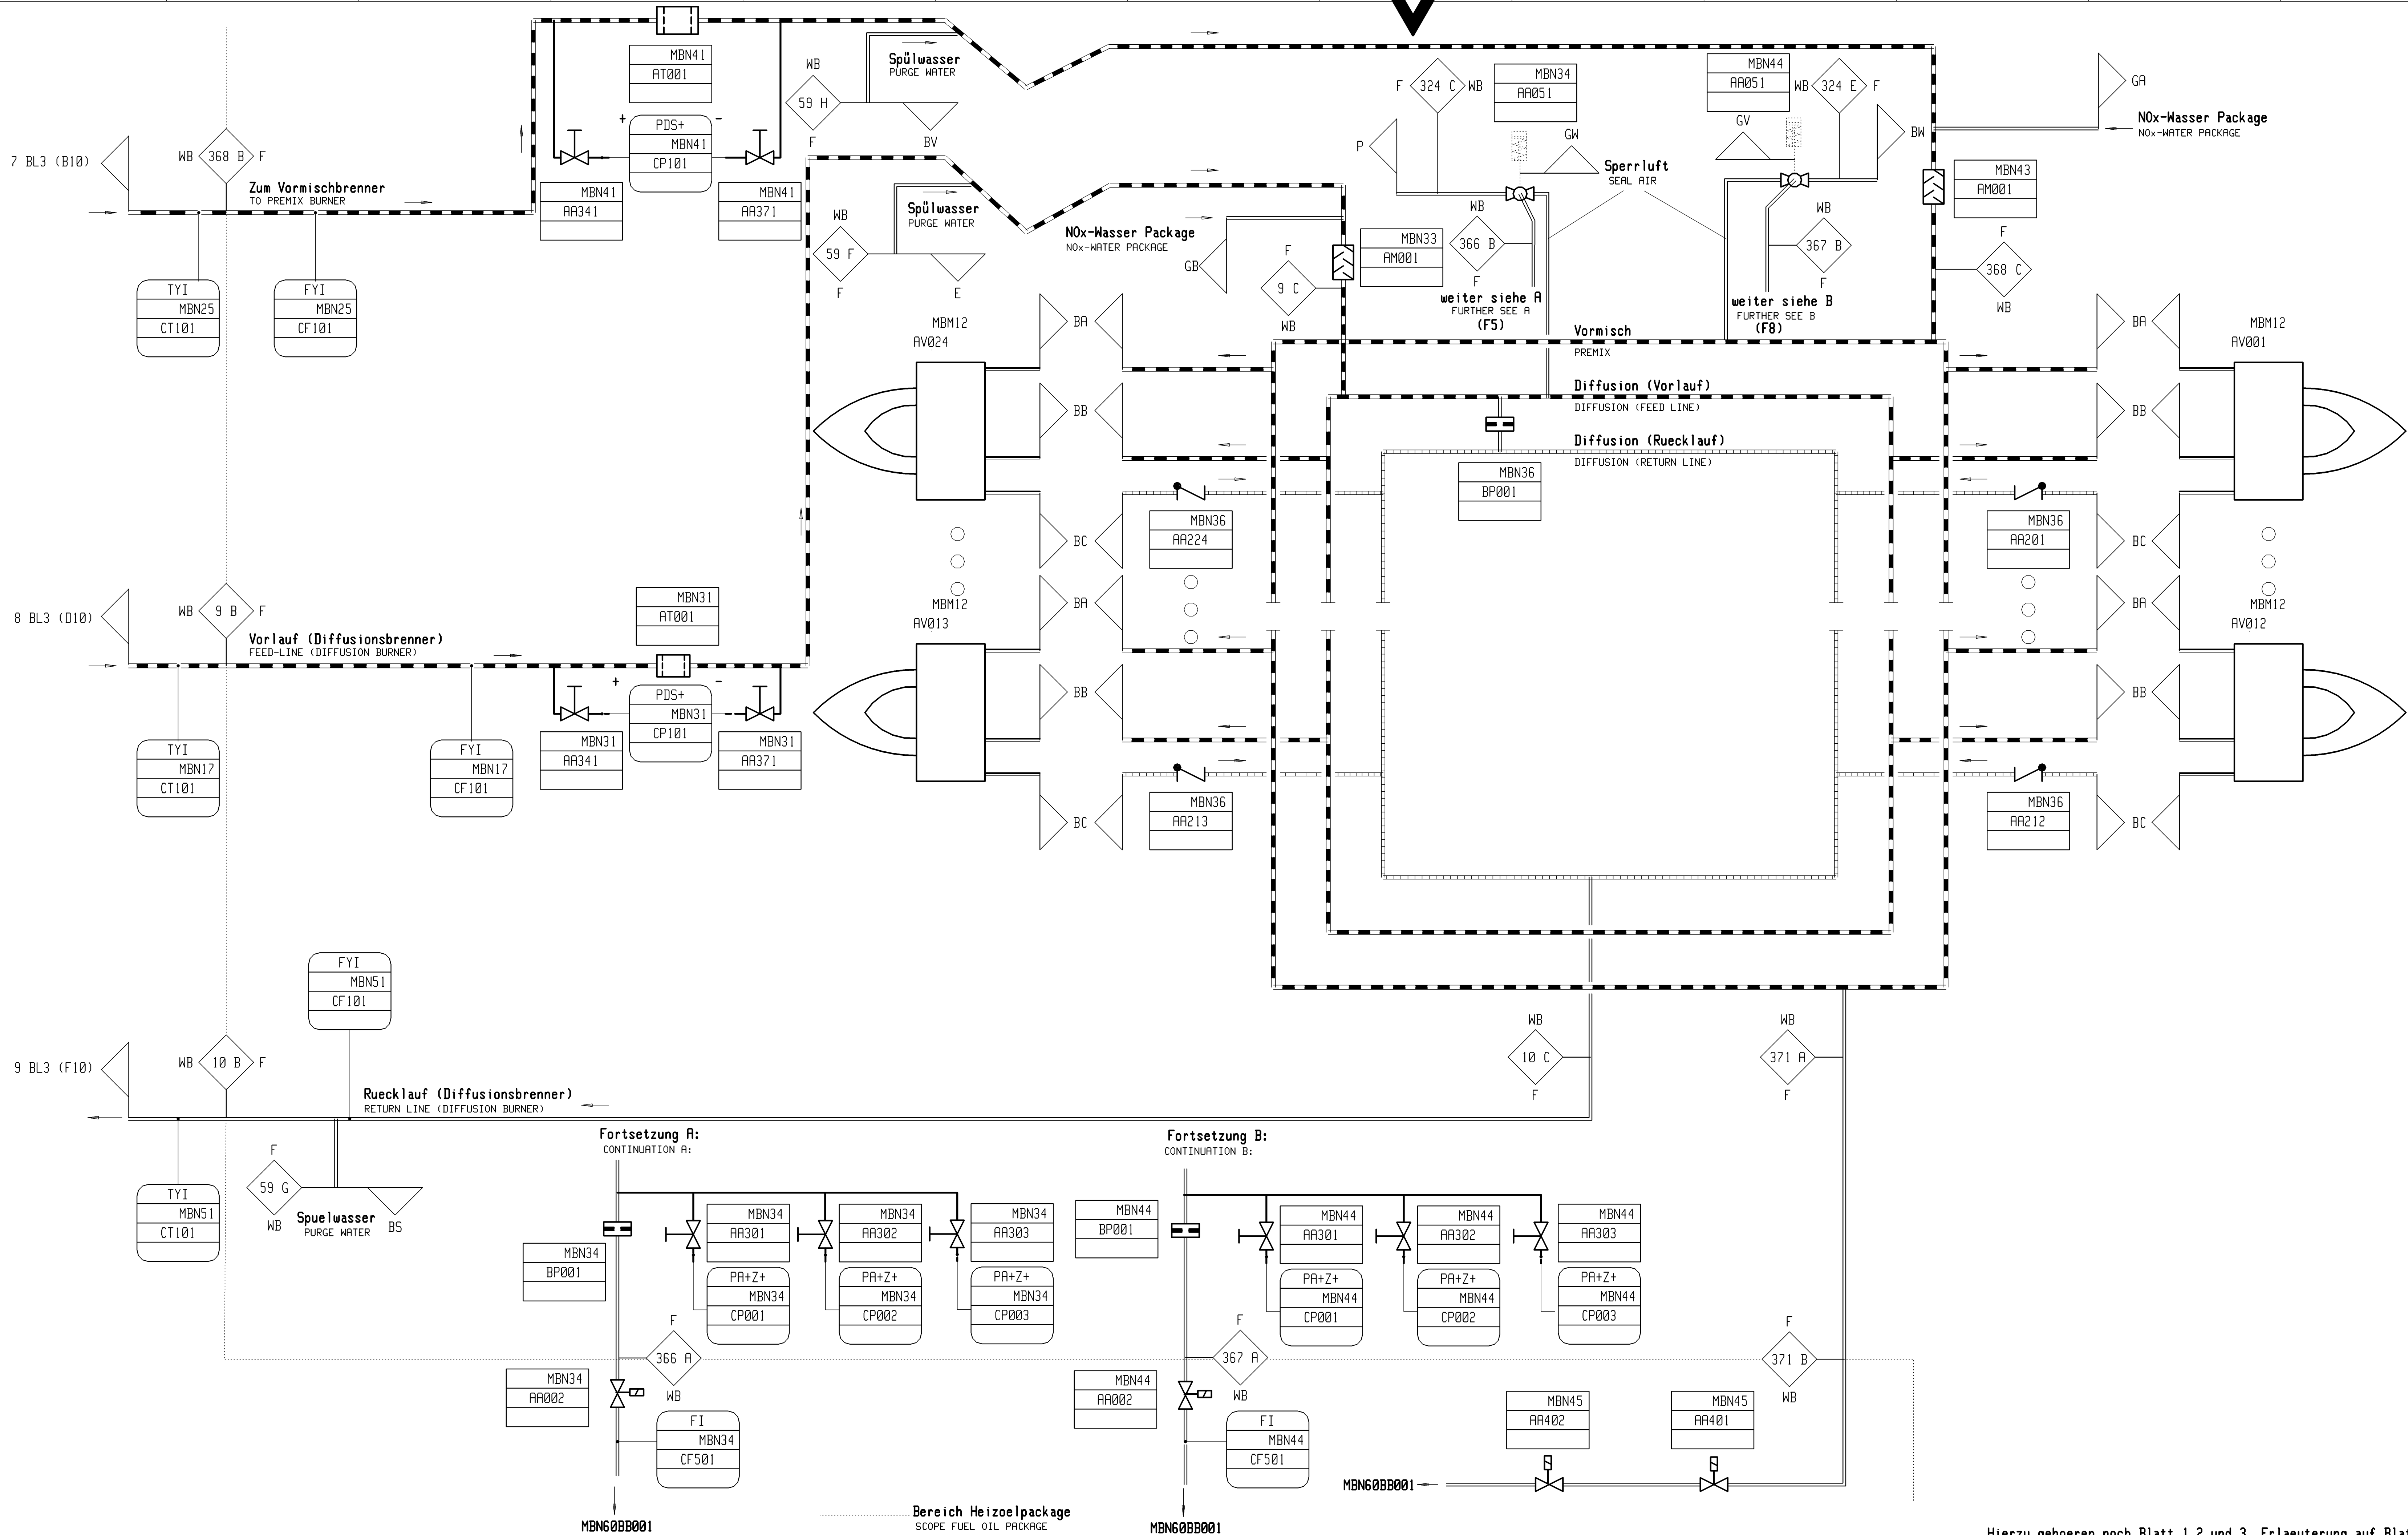 7 BL3 (B10)
WB
368 B
F
Zum Vormischbrenner
TO PREMIX BURNER
TYI
MBN25
CT101
FYI
MBN25
CF101
MBN41
AT001
+
PDS+
-
MBN41
CP101
MBN41
AA341
MBN41
AA371
WB
59 H
F
Spülwasser
PURGE WATER
BV
WB
59 F
F
Spülwasser
PURGE WATER
E
NOx-Wasser Package
NOx-WATER PACKAGE
GB
F
9 C
WB
MBN33
AM001
P
F
324 C
WB
MBN34
AA051
GW
WB
366 B
F
weiter siehe A
FURTHER SEE A
(F5)
Sperrluft
SEAL AIR
MBN44
AA051
GV
WB
324 E
F
BW
WB
367 B
F
weiter siehe B
FURTHER SEE B
(F8)
GA
NOx-Wasser Package
NOx-WATER PACKAGE
MBN43
AM001
F
368 C
WB
Vormisch
PREMIX
Diffusion (Vorlauf)
DIFFUSION (FEED LINE)
Diffusion (Ruecklauf)
DIFFUSION (RETURN LINE)
MBN36
BP001
MBM12
AV024
BA
BB
BC
MBN36
AA224
MBM12
AV013
BA
BB
BC
MBN36
AA213
BA
BB
BC
MBM12
AV001
MBN36
AA201
BA
BB
BC
MBM12
AV012
MBN36
AA212
8 BL3 (D10)
WB
9 B
F
Vorlauf (Diffusionsbrenner)
FEED-LINE (DIFFUSION BURNER)
TYI
MBN17
CT101
FYI
MBN17
CF101
MBN31
AT001
+
PDS+
-
MBN31
CP101
MBN31
AA341
MBN31
AA371
9 BL3 (F10)
WB
10 B
F
FYI
MBN51
CF101
Ruecklauf (Diffusionsbrenner)
RETURN LINE (DIFFUSION BURNER)
TYI
MBN51
CT101
F
59 G
WB
Spuelwasser
PURGE WATER
BS
WB
10 C
F
WB
371 A
F
Fortsetzung A:
CONTINUATION A:
MBN34
BP001
MBN34
AA301
MBN34
AA302
MBN34
AA303
PA+Z+
MBN34
CP001
PA+Z+
MBN34
CP002
PA+Z+
MBN34
CP003
F
366 A
WB
MBN34
AA002
FI
MBN34
CF501
MBN60BB001
Fortsetzung B:
CONTINUATION B:
MBN44
BP001
MBN44
AA301
MBN44
AA302
MBN44
AA303
PA+Z+
MBN44
CP001
PA+Z+
MBN44
CP002
PA+Z+
MBN44
CP003
F
367 A
WB
MBN44
AA002
FI
MBN44
CF501
MBN60BB001
F
371 B
WB
MBN45
AA402
MBN45
AA401
MBN60BB001
Bereich Heizoelpackage
SCOPE FUEL OIL PACKAGE
Hierzu gehoeren noch Blatt 1,2 und 3. Erlaeuterung auf Bla